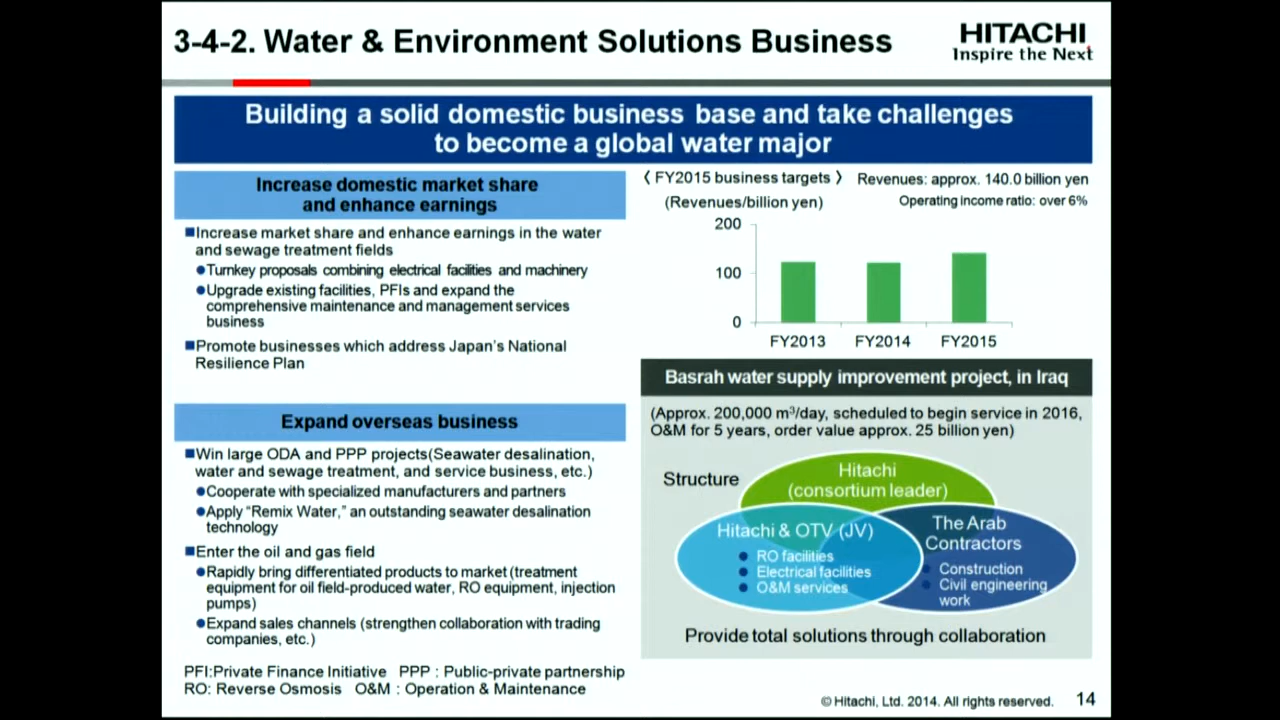 3-4-2. Water & Environment Solutions Business
HITACHI
Inspire the Next
Building a solid domestic business base and take challenges
to become a global water major
Increase domestic market share
and enhance earnings
■Increase market share and enhance earnings in the water
and sewage treatment fields
●Turnkey proposals combining electrical facilities and machinery
●Upgrade existing facilities, PFIs and expand the
comprehensive maintenance and management services
business
■Promote businesses which address Japan's National
Resilience Plan
Expand overseas business
■Win large ODA and PPP projects(Seawater desalination,
water and sewage treatment, and service business, etc.)
●Cooperate with specialized manufacturers and partners
●Apply "Remix Water," an outstanding seawater desalination
technology
■Enter the oil and gas field
●Rapidly bring differentiated products to market (treatment
equipment for oil field-produced water, RO equipment, injection
pumps)
●Expand sales channels (strengthen collaboration with trading
companies, etc.)
PFI:Private Finance Initiative PPP : Public-private partnership
RO: Reverse Osmosis O&M : Operation & Maintenance
〈 FY2015 business targets 〉 Revenues: approx. 140.0 billion yen
(Revenues/billion yen) Operating income ratio: over 6%
200
100
0
FY2013 FY2014 FY2015
Basrah water supply improvement project, in Iraq
(Approx. 200,000 m³/day, scheduled to begin service in 2016,
O&M for 5 years, order value approx. 25 billion yen)
Structure
Hitachi
(consortium leader)
Hitachi & OTV (JV)
● RO facilities
● Electrical facilities
● O&M services
The Arab
Contractors
● Construction
● Civil engineering
work
Provide total solutions through collaboration
© Hitachi, Ltd. 2014. All rights reserved. 14